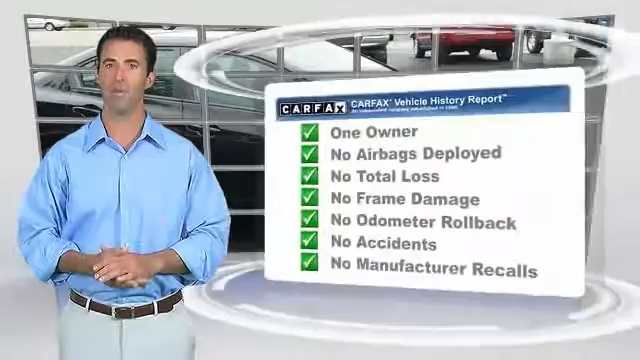 CARFAX CARFAX Vehicle History Report™
One Owner
No Airbags Deployed
No Total Loss
No Frame Damage
No Odometer Rollback
No Accidents
No Manufacturer Recalls